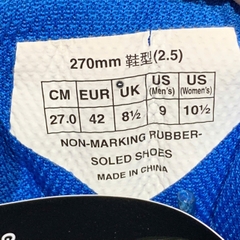 270mm 鞋型(2.5)
CM EUR UK US (Men's) US (Women's)
27.0 42 8½ 9 10½
NON-MARKING RUBBER-
SOLED SHOES
MADE IN CHINA